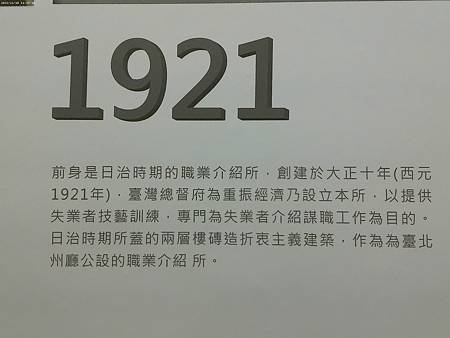 1921
前身是日治時期的職業介紹所，創建於大正十年(西元
1921年)，臺灣總督府為重振經濟乃設立本所，以提供
失業者技藝訓練，專門為失業者介紹謀職工作為目的。
日治時期所蓋的兩層樓磚造折衷主義建築，作為為臺北
州廳公設的職業介紹 所。